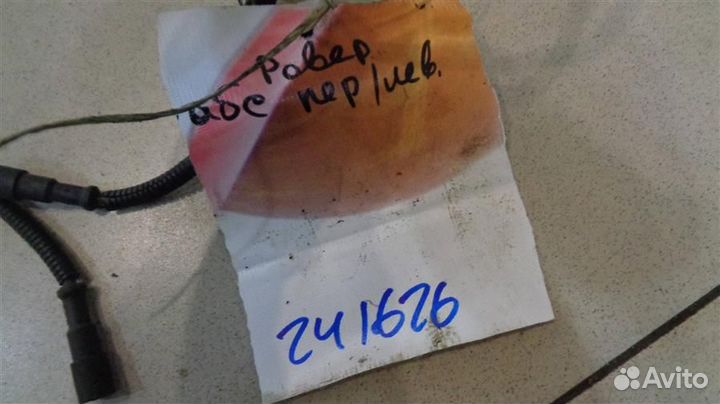 Ровер
абс пер/лев.
241626
Avito